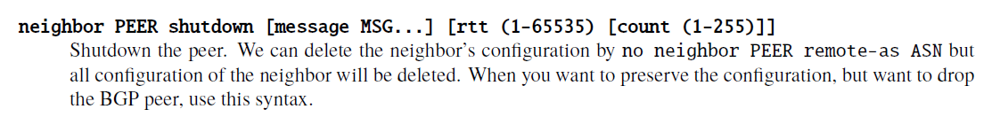 neighbor PEER shutdown [message MSG...] [rtt (1-65535) [count (1-255)]]
Shutdown the peer. We can delete the neighbor's configuration by no neighbor PEER remote-as ASN but
all configuration of the neighbor will be deleted. When you want to preserve the configuration, but want to drop
the BGP peer, use this syntax.